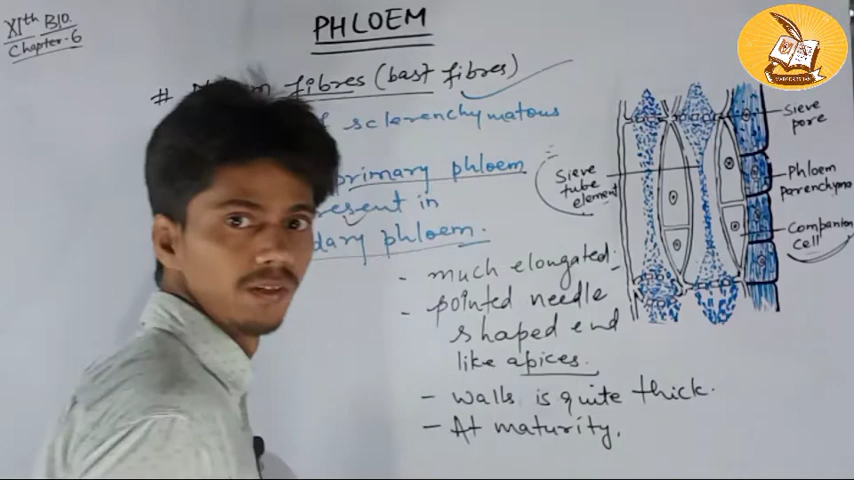 XIth BIO.
Chapter-6
PHLOEM
# fibres (bast fibres)
of sclerenchymatous
primary phloem
present in
phloem.
- much elongated.
- pointed needle
shaped end
like apices.
- walls is quite thick.
- At maturity.
Sieve
tube
element
Sieve
pore
Phloem
parenchyma
Companion
cell